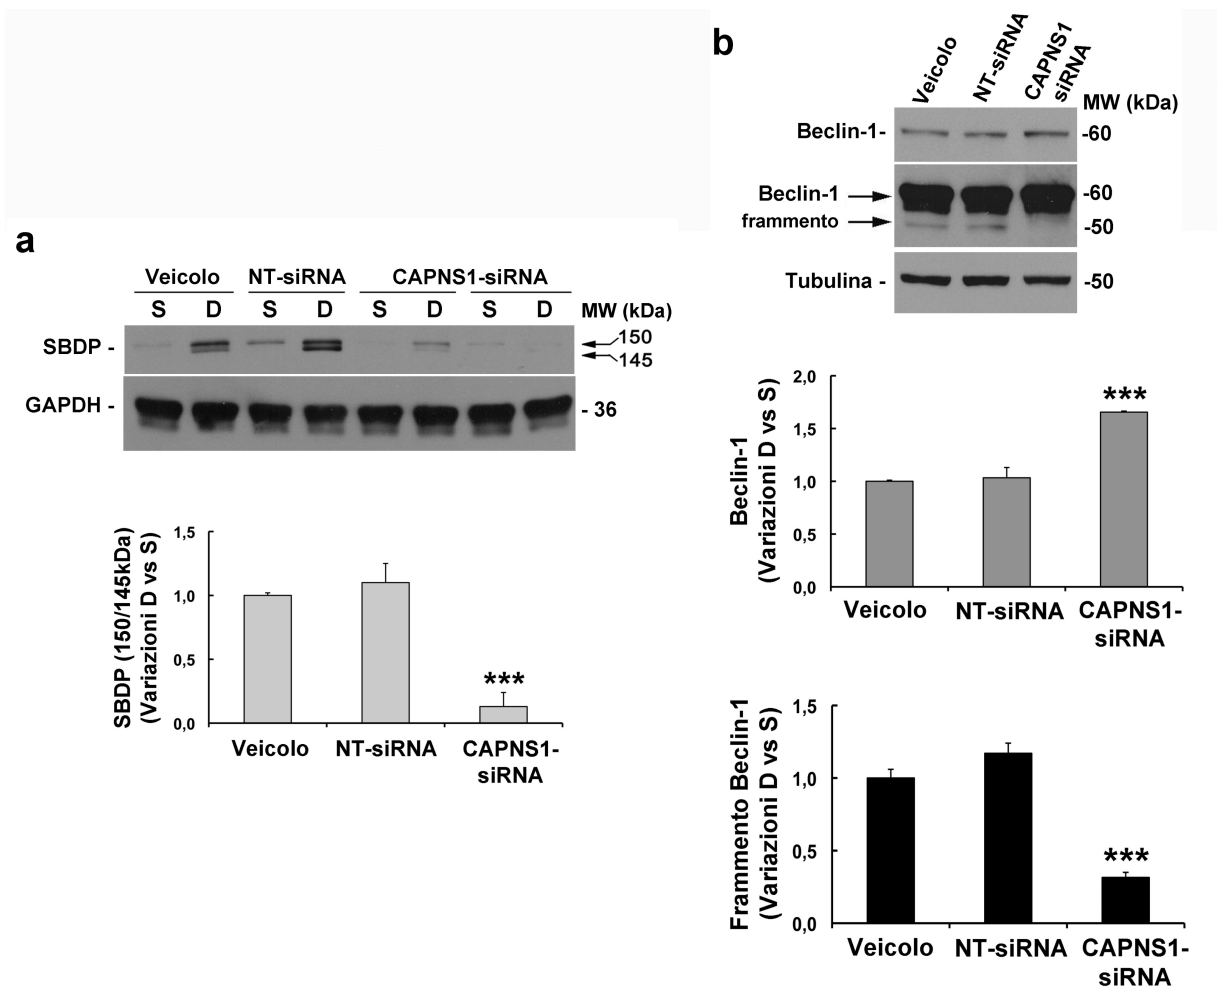 a
Veicolo NT-siRNA CAPNS1-siRNA
S D S D S D S D MW (kDa)
SBDP - 150
145
GAPDH - - 36
SBDP (150/145kDa)
(Variazioni D vs S)
1,5
1,0
0,5
0,0
***
Veicolo NT-siRNA CAPNS1-
siRNA
b
Veicolo NT-siRNA CAPNS1
siRNA
MW (kDa)
Beclin-1- -60
Beclin-1 -60
frammento -50
Tubulina - -50
Beclin-1
(Variazioni D vs S)
2,0
1,5
1,0
0,5
0,0
***
Veicolo NT-siRNA CAPNS1-
siRNA
Frammento Beclin-1
(Variazioni D vs S)
1,5
1,0
0,5
0,0
***
Veicolo NT-siRNA CAPNS1-
siRNA